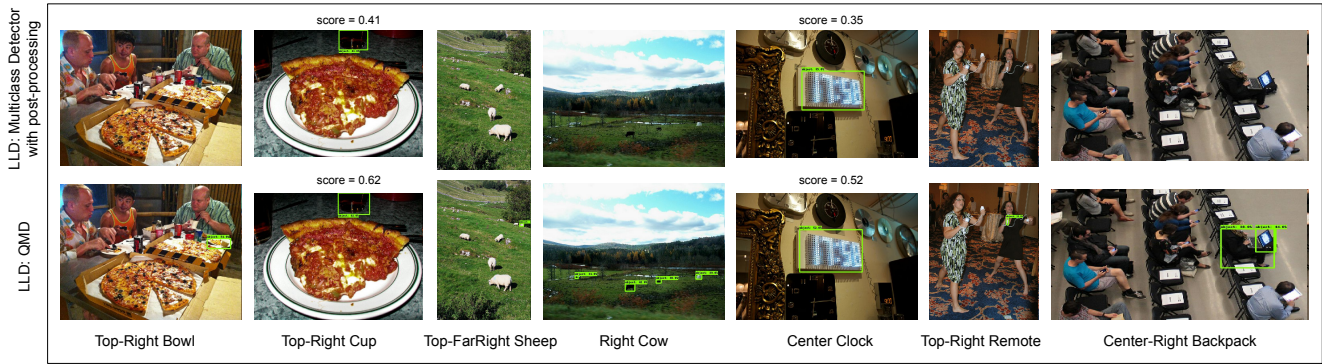 score = 0.41
score = 0.35
LLD: Multiclass Detector
with post-processing
score = 0.62
score = 0.52
LLD: QMD
Top-Right Bowl
Top-Right Cup
Top-FarRight Sheep
Right Cow
Center Clock
Top-Right Remote
Center-Right Backpack